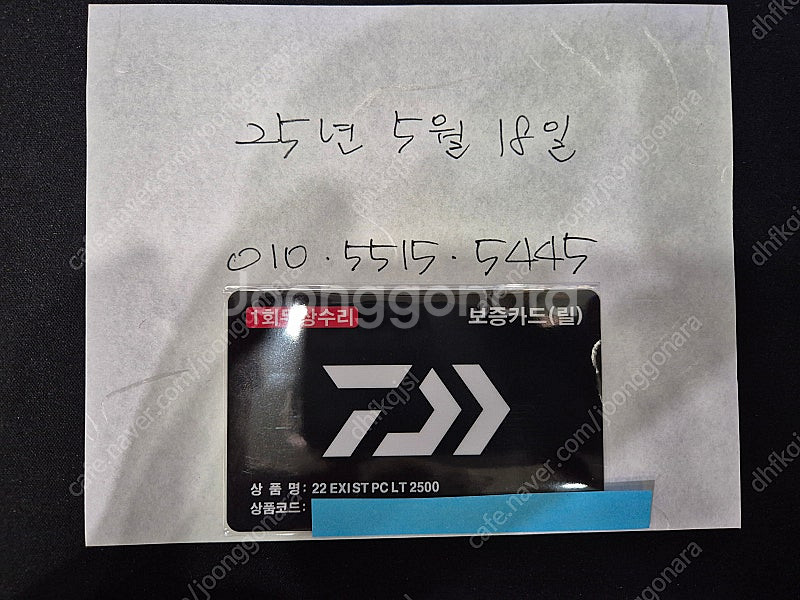 25년 5월 18일
010.5515.5445
Joonggonara
1회무상수리
보증카드(릴)
상 품 명 : 22 EXIST PC LT 2500
상품코드 :
cafe.naver.com/joonggonara
dhfkqjsl